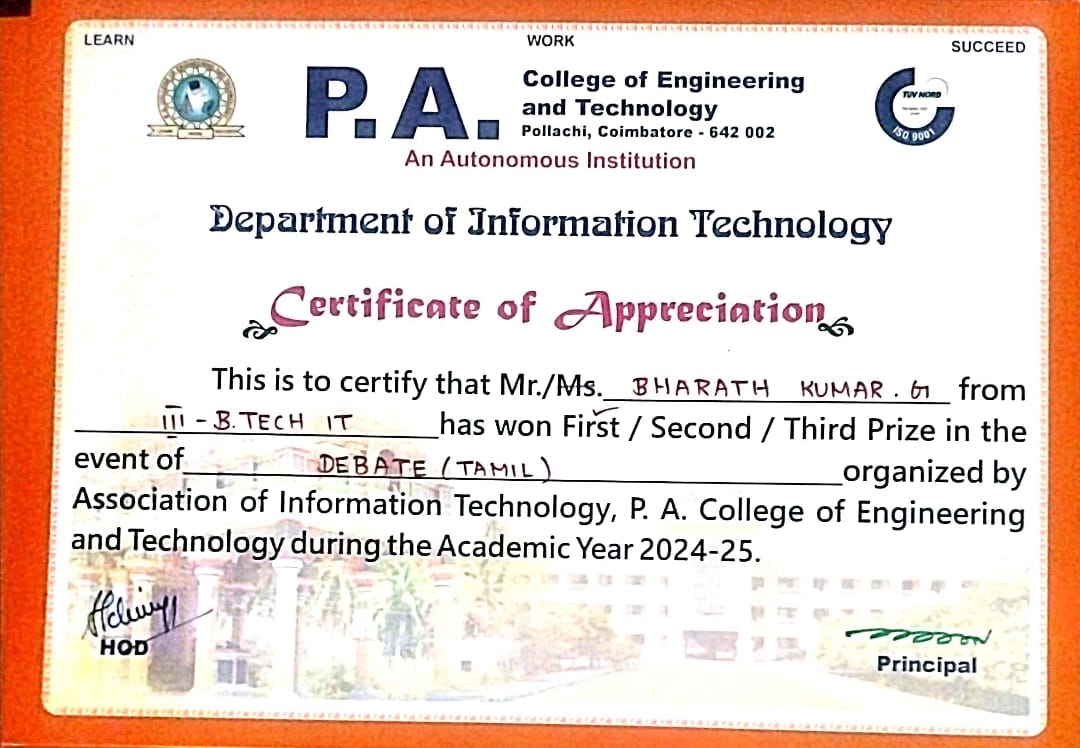 LEARN WORK SUCCEED
P.A. College of Engineering
and Technology
Pollachi, Coimbatore - 642 002
TUV NORD
ISO 9001
An Autonomous Institution
Department of Information Technology
Certificate of Appreciation
This is to certify that Mr./Ms. BHARATH KUMAR . G from
III - B.TECH IT has won First / Second / Third Prize in the
event of DEBATE (TAMIL) organized by
Association of Information Technology, P. A. College of Engineering
and Technology during the Academic Year 2024-25.
HOD
Principal